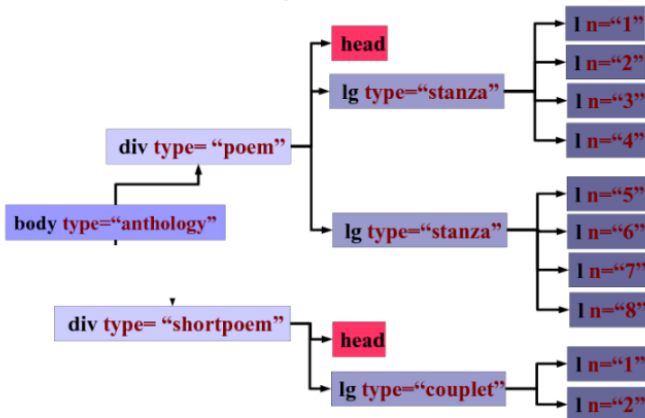 body type=“anthology”
div type= “poem”
head
lg type=“stanza”
l n=“1”
l n=“2”
l n=“3”
l n=“4”
lg type=“stanza”
l n=“5”
l n=“6”
l n=“7”
l n=“8”
div type= “shortpoem”
head
lg type=“couplet”
l n=“1”
l n=“2”